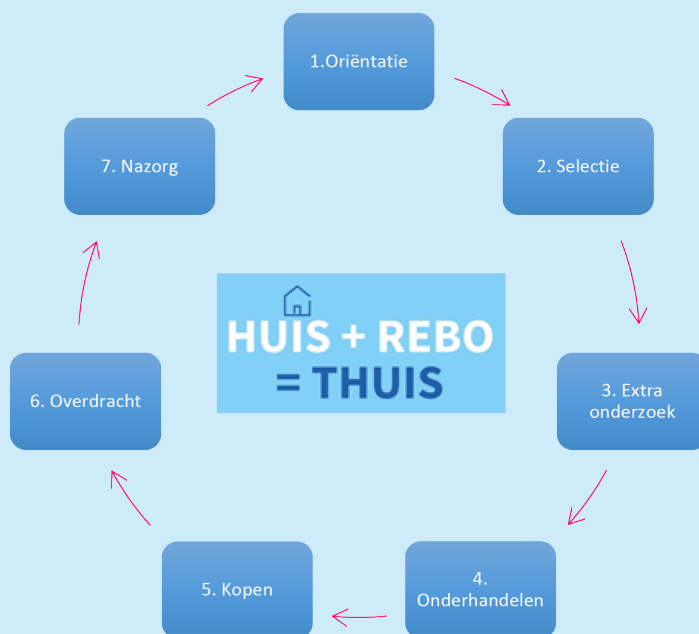 1.Oriëntatie
2. Selectie
3. Extra
onderzoek
4.
Onderhandelen
5. Kopen
6. Overdracht
7. Nazorg
HUIS + REBO
= THUIS